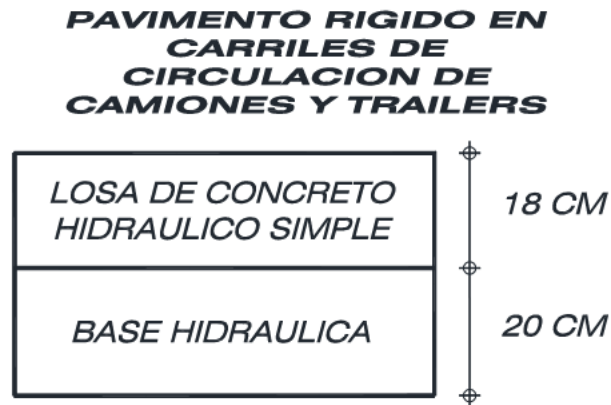 PAVIMENTO RIGIDO EN
CARRILES DE
CIRCULACION DE
CAMIONES Y TRAILERS
LOSA DE CONCRETO
HIDRAULICO SIMPLE
18 CM
BASE HIDRAULICA
20 CM